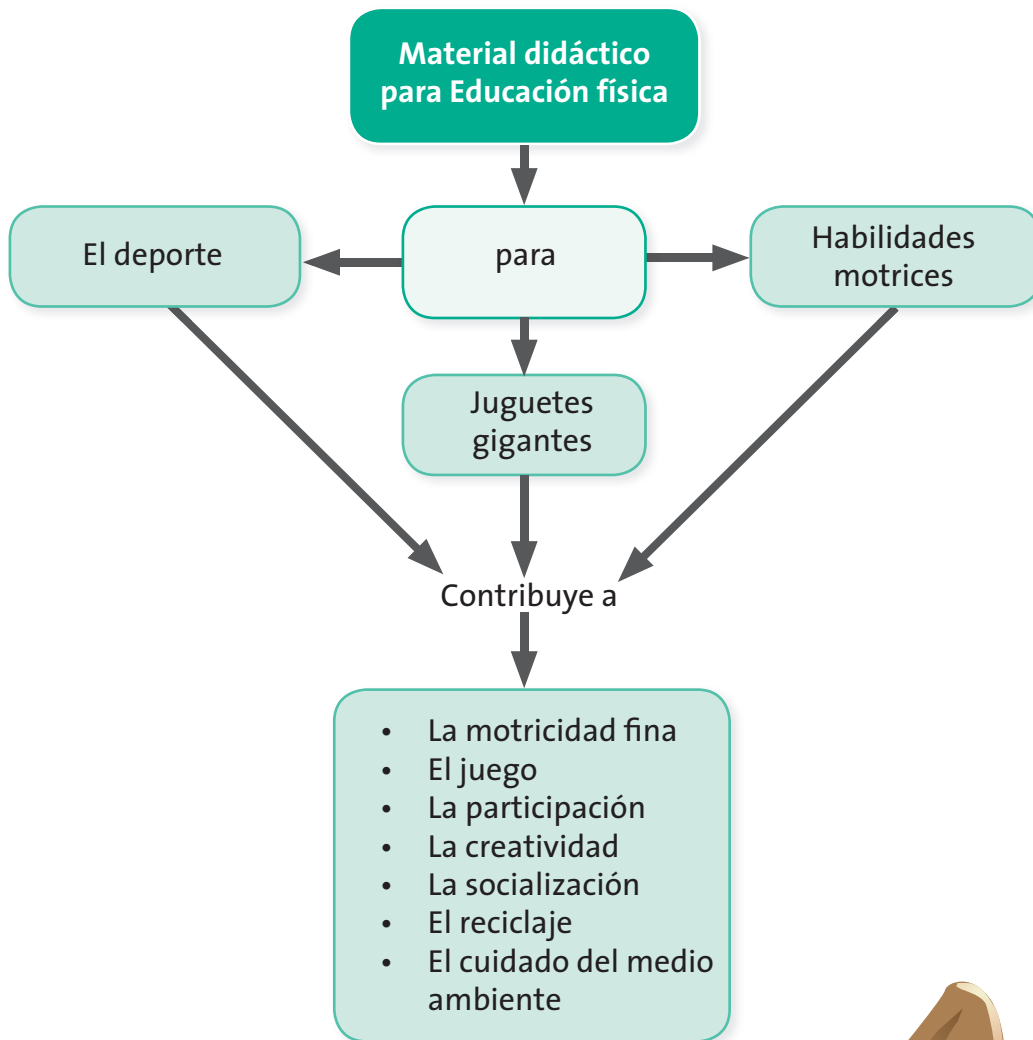 Material didáctico
para Educación física
El deporte
para
Habilidades
motrices
Juguetes
gigantes
Contribuye a
• La motricidad fina
• El juego
• La participación
• La creatividad
• La socialización
• El reciclaje
• El cuidado del medio
ambiente